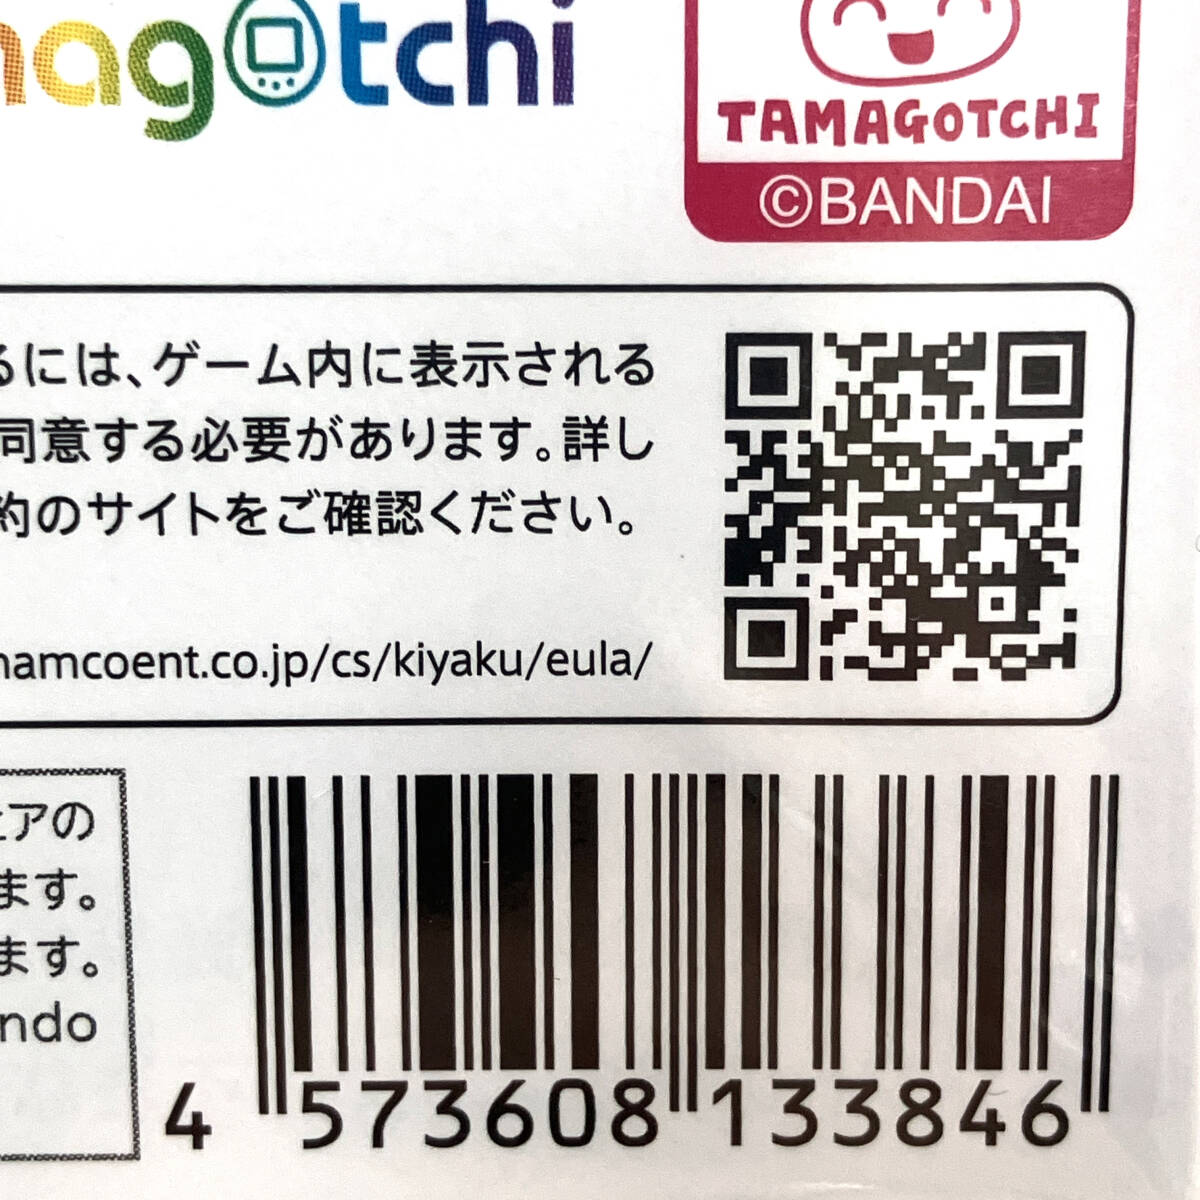 magotchi
TAMAGOTCHI
©BANDAI
るには、ゲーム内に表示される
同意する必要があります。詳し
約のサイトをご確認ください。
namcoent.co.jp/cs/kiyaku/eula/
ェアの
ます。
ます。
ndo
4 573608 133846